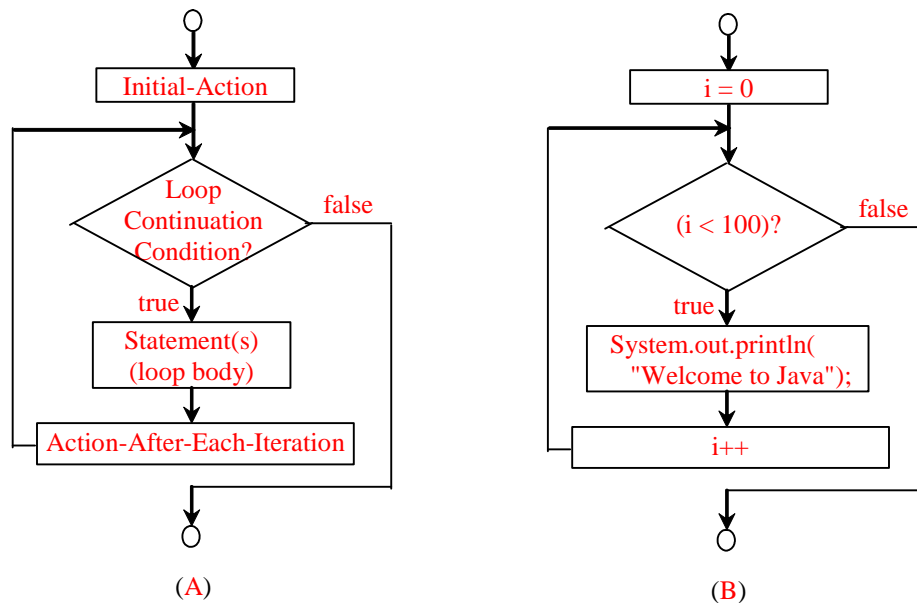 Initial-Action
Loop
Continuation
Condition?
false
true
Statement(s)
(loop body)
Action-After-Each-Iteration
(A)
i = 0
(i < 100)?
false
true
System.out.println(
"Welcome to Java");
i++
(B)